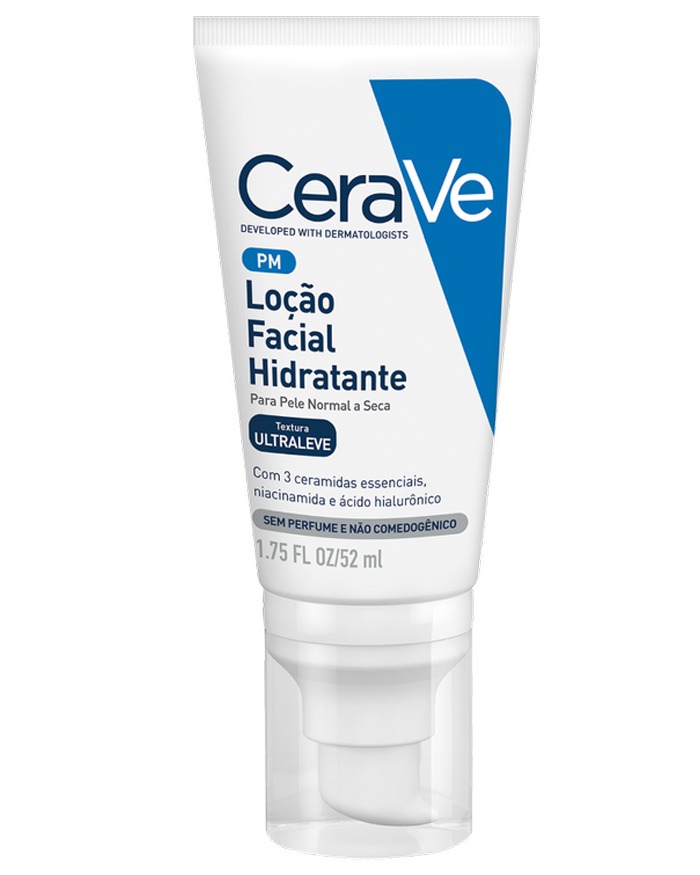 CeraVe
DEVELOPED WITH DERMATOLOGISTS
PM
Loção
Facial
Hidratante
Para Pele Normal a Seca
Textura
ULTRALEVE
Com 3 ceramidas essenciais,
niacinamida e ácido hialurônico
SEM PERFUME E NÃO COMEDOGÊNICO
1.75 FL OZ/52 ml